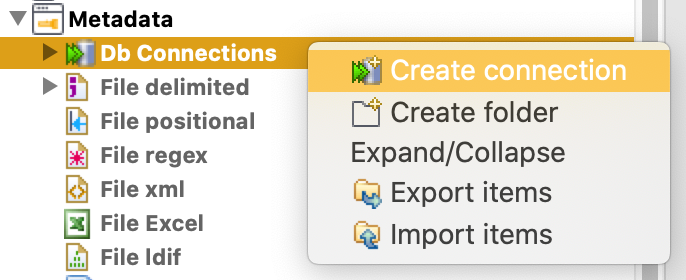 Metadata
Db Connections
File delimited
File positional
File regex
File xml
File Excel
File ldif
Create connection
Create folder
Expand/Collapse
Export items
Import items